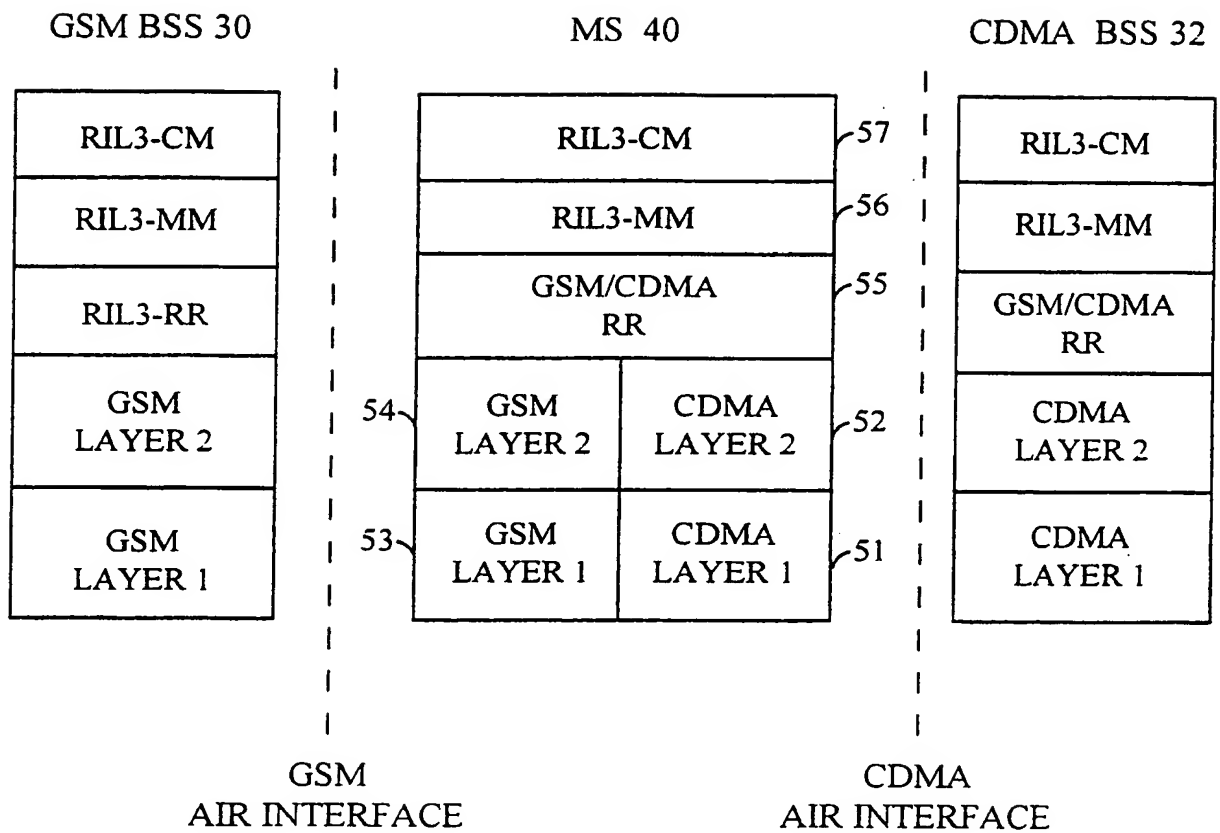 GSM BSS 30
MS 40
CDMA BSS 32
RIL3-CM
RIL3-MM
RIL3-RR
GSM
LAYER 2
GSM
LAYER 1
RIL3-CM
57
RIL3-MM
56
GSM/CDMA
RR
55
54
GSM
LAYER 2
CDMA
LAYER 2
52
53
GSM
LAYER 1
CDMA
LAYER 1
51
RIL3-CM
RIL3-MM
GSM/CDMA
RR
CDMA
LAYER 2
CDMA
LAYER 1
GSM
AIR INTERFACE
CDMA
AIR INTERFACE